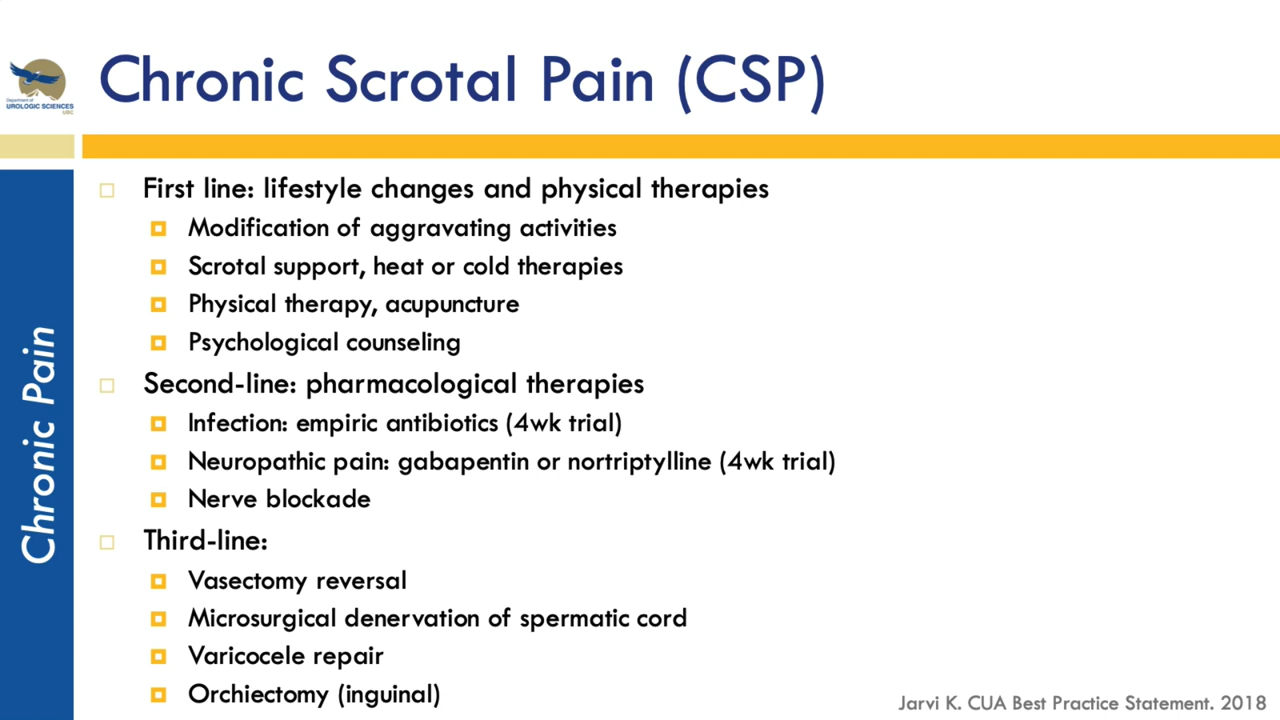 Chronic Scrotal Pain (CSP)
Department of
UROLOGIC SCIENCES
UBC
Chronic Pain
First line: lifestyle changes and physical therapies
Modification of aggravating activities
Scrotal support, heat or cold therapies
Physical therapy, acupuncture
Psychological counseling
Second-line: pharmacological therapies
Infection: empiric antibiotics (4wk trial)
Neuropathic pain: gabapentin or nortriptylline (4wk trial)
Nerve blockade
Third-line:
Vasectomy reversal
Microsurgical denervation of spermatic cord
Varicocele repair
Orchiectomy (inguinal)
Jarvi K. CUA Best Practice Statement. 2018